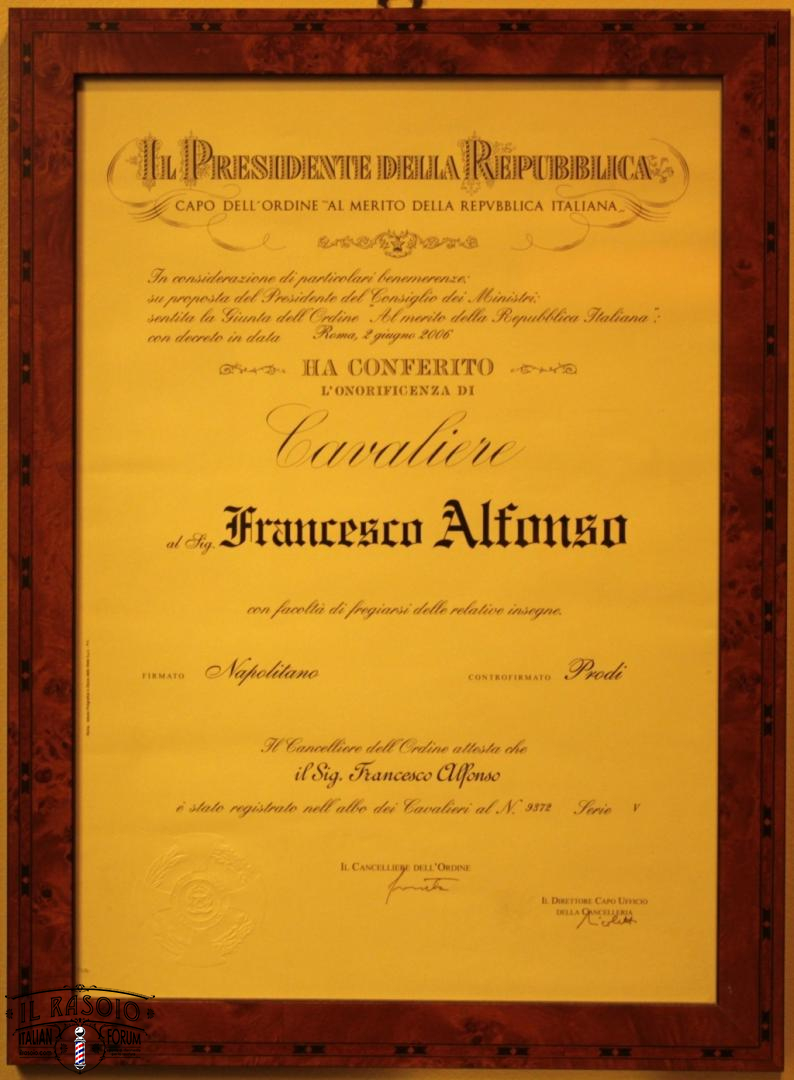 IL PRESIDENTE DELLA REPUBBLICA
CAPO DELL'ORDINE "AL MERITO DELLA REPVBBLICA ITALIANA„
In considerazione di particolari benemerenze;
su proposta del Presidente del Consiglio dei Ministri;
sentita la Giunta dell'Ordine "Al merito della Repubblica Italiana";
con decreto in data Roma, 2 giugno 2006
HA CONFERITO
L'ONORIFICENZA DI
Cavaliere
al Sig. Francesco Alfonso
con facoltà di fregiarsi delle relative insegne.
FIRMATO Napolitano CONTROFIRMATO Prodi
Il Cancelliere dell'Ordine attesta che
il Sig. Francesco Alfonso
è stato registrato nell'albo dei Cavalieri al N. 9372 Serie V
IL CANCELLIERE DELL'ORDINE
IL DIRETTORE CAPO UFFICIO
DELLA CANCELLERIA
IL RASOIO
ITALIAN FORUM